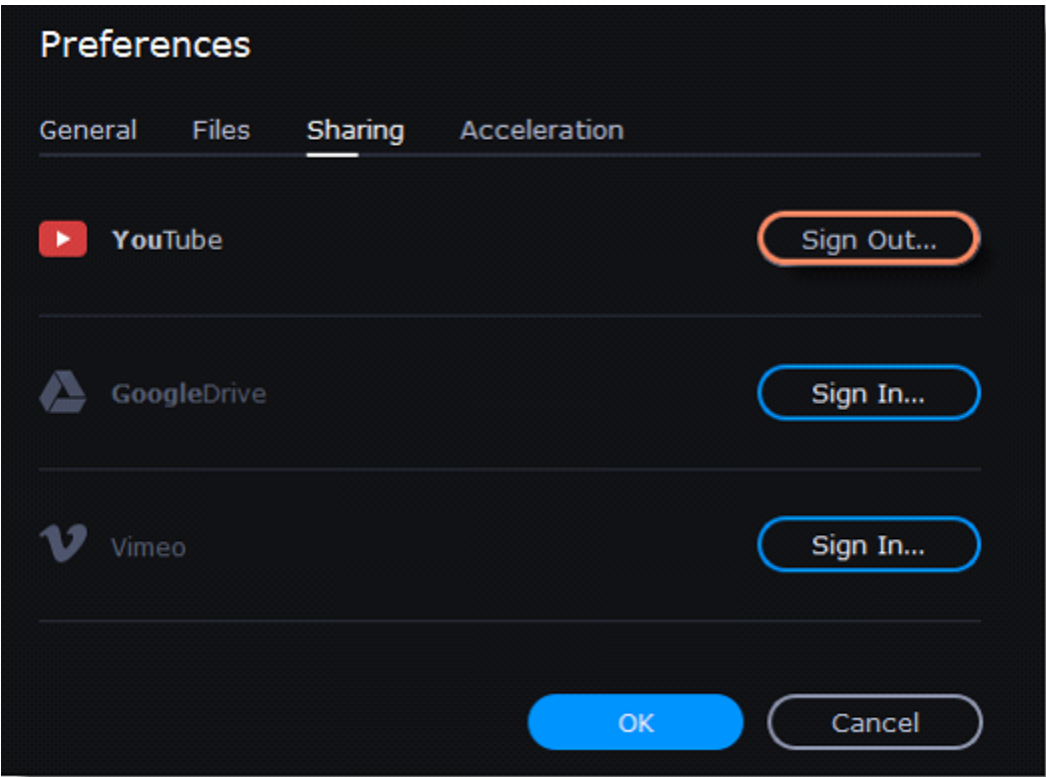 Preferences
General Files Sharing Acceleration
YouTube Sign Out...
GoogleDrive Sign In...
Vimeo Sign In...
OK Cancel